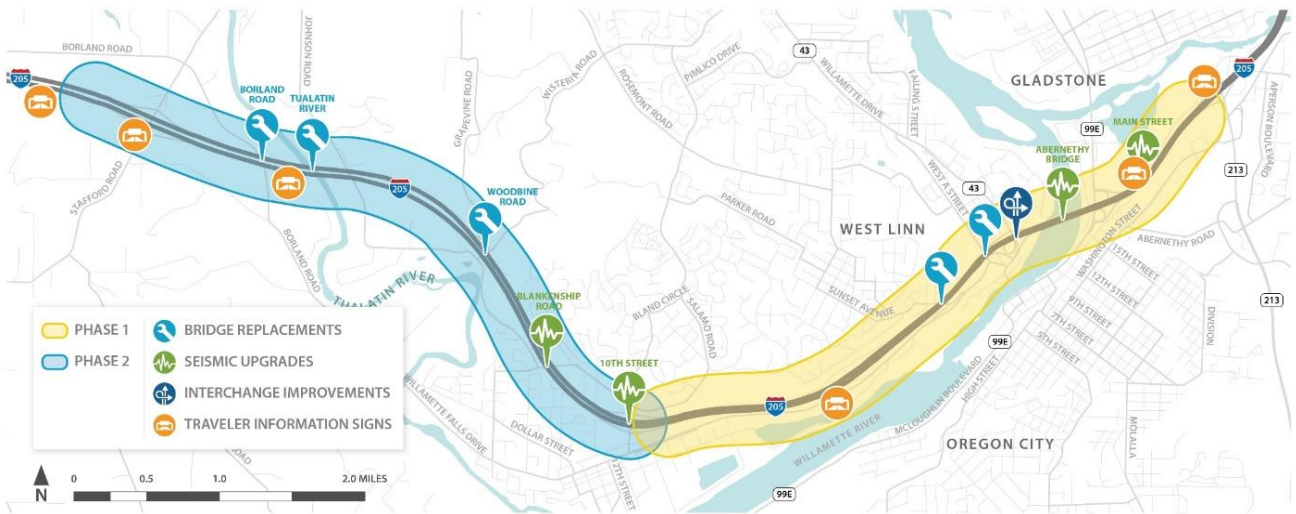 BORLAND ROAD
JOHNSON ROAD
205
STAFFORD ROAD
BORLAND
ROAD
TUALATIN
RIVER
BORLAND ROAD
205
GRAPEVINE ROAD
WISTERIA ROAD
WOODBINE
ROAD
TUALATIN RIVER
BLANKENSHIP
ROAD
10TH STREET
ROSEMONT ROAD
PIMLICO DRIVE
43
WILLAMETTE DRIVE
FAILING STREET
GLADSTONE
99E
MAIN STREET
205
APERSON BOULEVARD
213
ABERNETHY
BRIDGE
WEST A STREET
43
PARKER ROAD
WEST LINN
SUNSET AVENUE
BLAND CIRCLE
SALAMO ROAD
WASHINGTON STREET
ABERNETHY ROAD
15TH STREET
12TH STREET
9TH STREET
7TH STREET
5TH STREET
DIVISION
213
99E
HIGH STREET
MCLOUGHLIN BOULEVARD
WILLAMETTE RIVER
205
OREGON CITY
MOLALLA
99E
WILLAMETTE FALLS DRIVE
DOLLAR STREET
12TH STREET
PHASE 1
PHASE 2
BRIDGE REPLACEMENTS
SEISMIC UPGRADES
INTERCHANGE IMPROVEMENTS
TRAVELER INFORMATION SIGNS
N
0 0.5 1.0 2.0 MILES